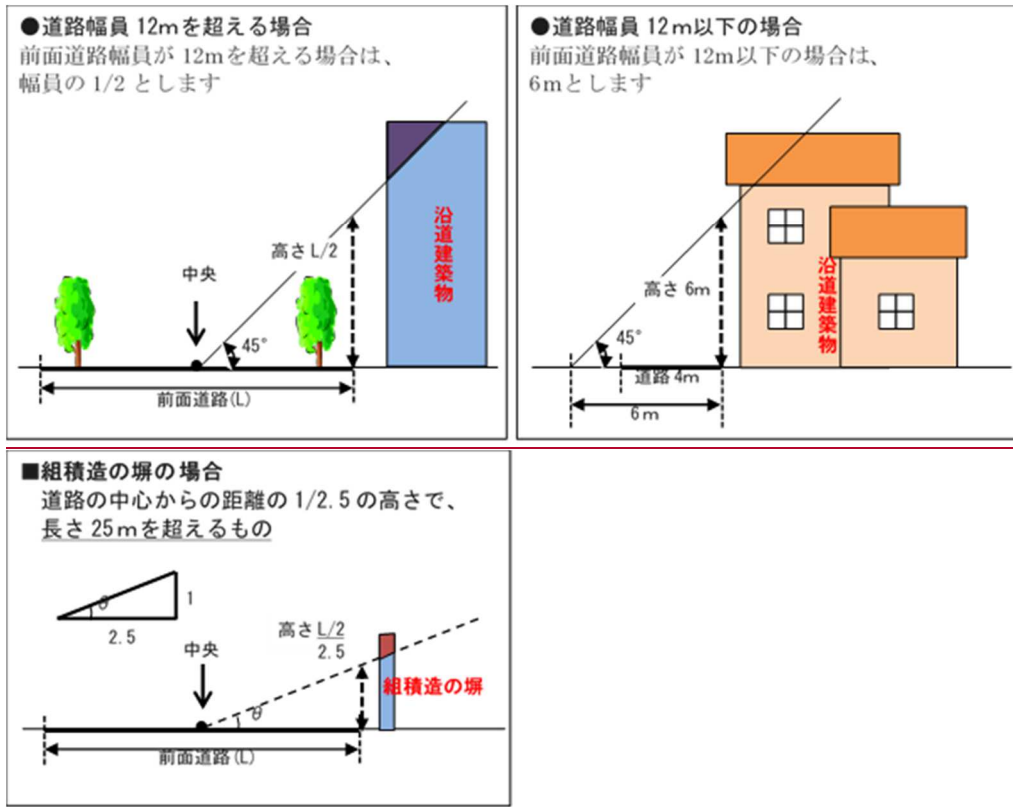 ●道路幅員 12mを超える場合
前面道路幅員が 12mを超える場合は、
幅員の 1/2 とします
高さ L/2
中央
45°
沿道建築物
前面道路(L)
●道路幅員 12m以下の場合
前面道路幅員が 12m以下の場合は、
6mとします
高さ 6m
45°
沿道建築物
道路 4m
6m
■組積造の塀の場合
道路の中心からの距離の 1/2.5 の高さで、
長さ 25mを超えるもの
θ
1
2.5
中央
高さ L/2
2.5
組積造の塀
θ
前面道路(L)